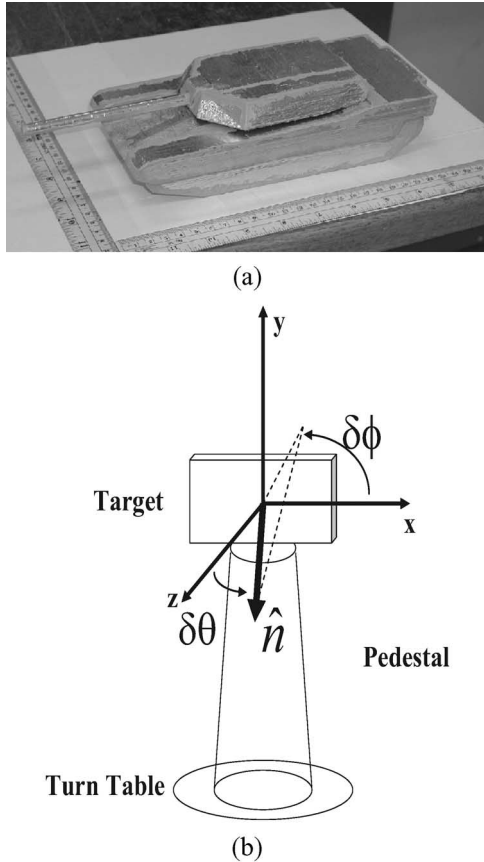 (a)
y
δϕ
Target
x
z
δθ
n̂
Pedestal
Turn Table
(b)